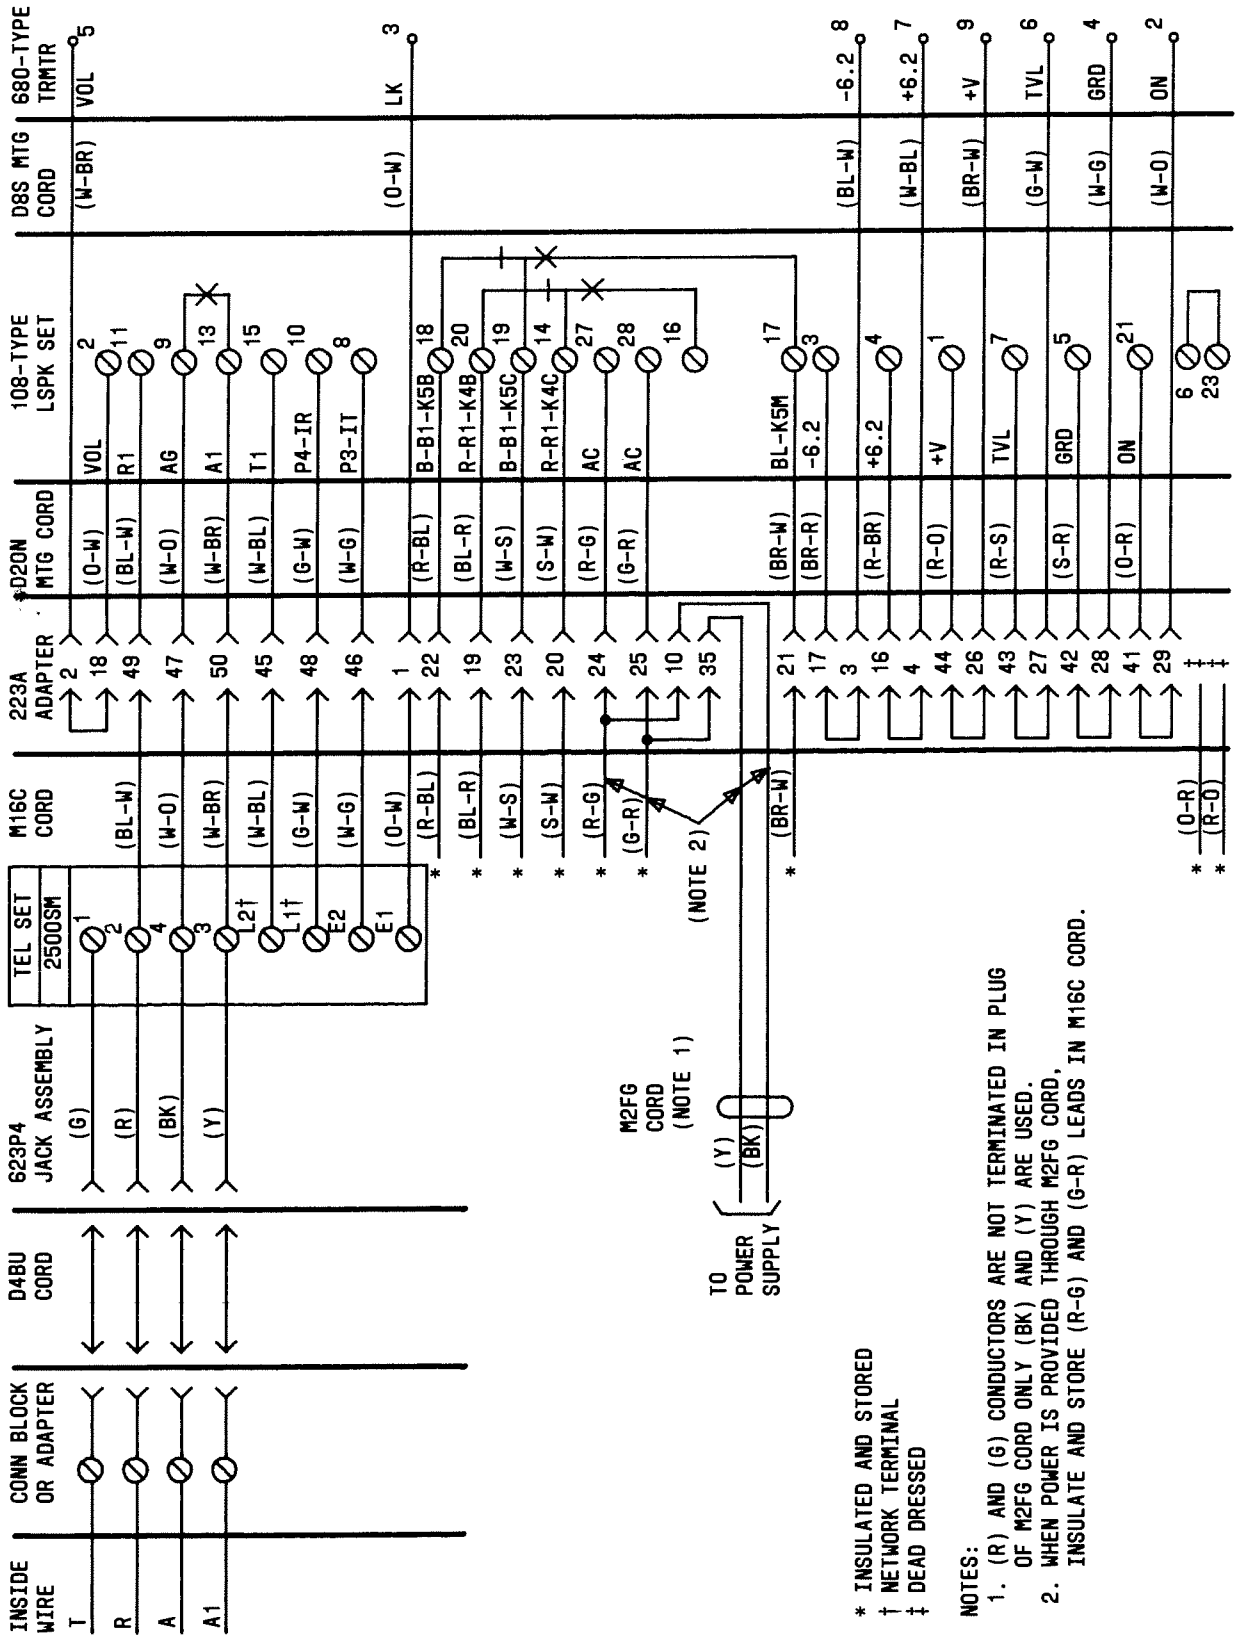 INSIDE
WIRE
CONN BLOCK
OR ADAPTER
D4BU
CORD
623P4
JACK ASSEMBLY
TEL SET
2500SM
M16C
CORD
223A
ADAPTER
D20N
MTG CORD
108-TYPE
LSPK SET
D8S MTG
CORD
680-TYPE
TRMTR
2 (W-BR) VOL 5
18 (O-W) VOL 2
T (G) 1
R (R) 2 (BL-W) 49 (BL-W) R1 11
A (BK) 4 (W-O) 47 (W-O) AG 9
A1 (Y) 3 (W-BR) 50 (W-BR) A1 13
L2† (W-BL) 45 (W-BL) T1 15
L1† (G-W) 48 (G-W) P4-IR 10
E2 (W-G) 46 (W-G) P3-IT 8
E1 (O-W) 1 (O-W) LK 3
* (R-BL) 22 (R-BL) B-B1-K5B 18
* (BL-R) 19 (BL-R) R-R1-K4B 20
* (W-S) 23 (W-S) B-B1-K5C 19
* (S-W) 20 (S-W) R-R1-K4C 14
* (R-G) 24 (R-G) AC 27
* (G-R) 25 (G-R) AC 28
10
35
16
(NOTE 2)
M2FG
CORD
(NOTE 1)
(Y)
(BK)
TO
POWER
SUPPLY
* (BR-W) 21 (BR-W) BL-K5M 17
17 (BR-R) -6.2 3
3 (BL-W) -6.2 8
16 (R-BR) +6.2 4
4 (W-BL) +6.2 7
44 (R-O) +V 1
26 (BR-W) +V 9
43 (R-S) TVL 7
27 (G-W) TVL 6
42 (S-R) GRD 5
28 (W-G) GRD 4
41 (O-R) ON 21
29 (W-O) ON 2
* (O-R) ‡ 6
* (R-O) ‡ 23
* INSULATED AND STORED
† NETWORK TERMINAL
‡ DEAD DRESSED
NOTES:
1. (R) AND (G) CONDUCTORS ARE NOT TERMINATED IN PLUG
OF M2FG CORD ONLY (BK) AND (Y) ARE USED.
2. WHEN POWER IS PROVIDED THROUGH M2FG CORD,
INSULATE AND STORE (R-G) AND (G-R) LEADS IN M16C CORD.